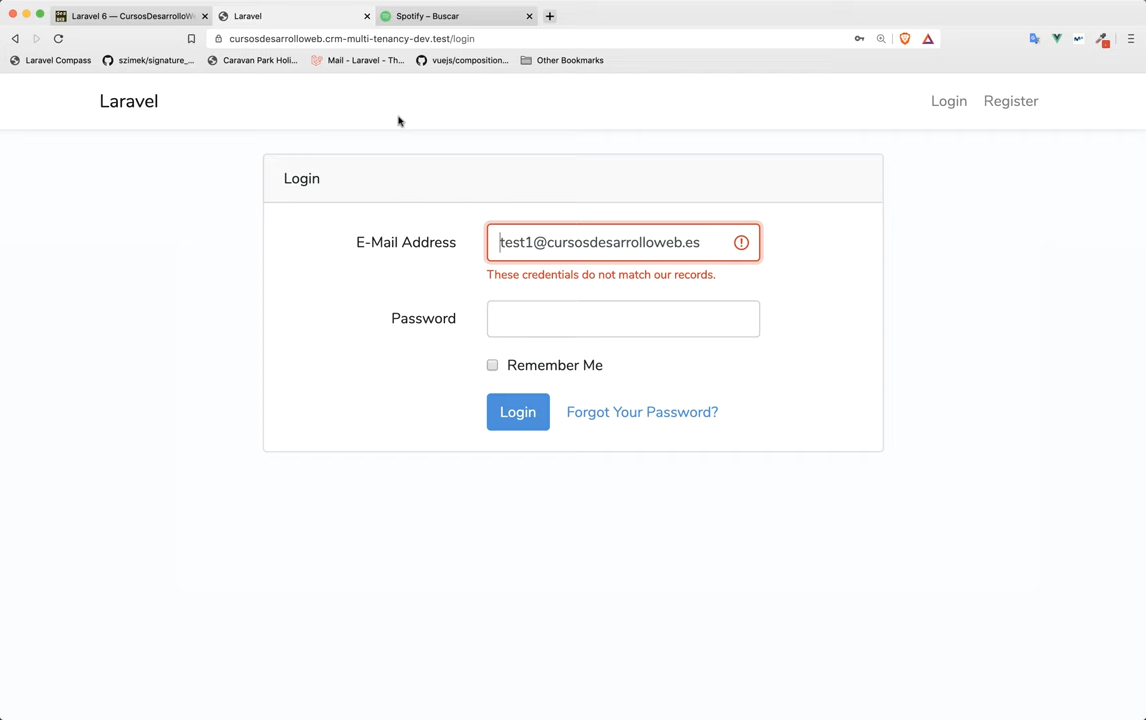 Laravel 6 — CursosDesarrolloW
Laravel
Spotify – Buscar
cursosdesarrolloweb.crm-multi-tenancy-dev.test/login
Laravel Compass
szimek/signature_...
Caravan Park Holi...
Mail - Laravel - Th...
vuejs/composition...
Other Bookmarks
Laravel
Login
Register
Login
E-Mail Address
test1@cursosdesarrolloweb.es
These credentials do not match our records.
Password
Remember Me
Login
Forgot Your Password?